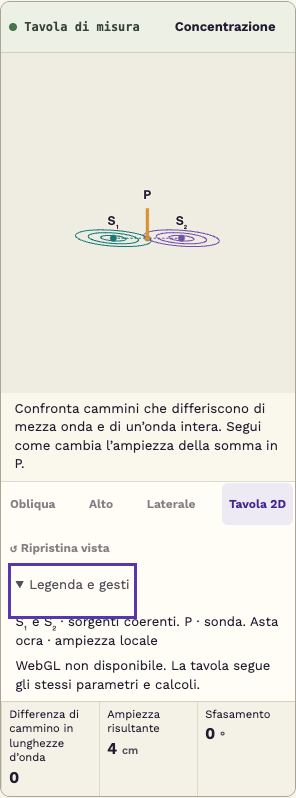 Tavola di misura
Concentrazione
P
S₁
S₂
Confronta cammini che differiscono di
mezza onda e di un’onda intera. Segui
come cambia l’ampiezza della somma in
P.
Obliqua
Alto
Laterale
Tavola 2D
↺ Ripristina vista
▼ Legenda e gesti
S₁ e S₂ · sorgenti coerenti. P · sonda. Asta
ocra · ampiezza locale
WebGL non disponibile. La tavola segue
gli stessi parametri e calcoli.
Differenza di
cammino in
lunghezze
d’onda
0
Ampiezza
risultante
4 cm
Sfasamento
0 °